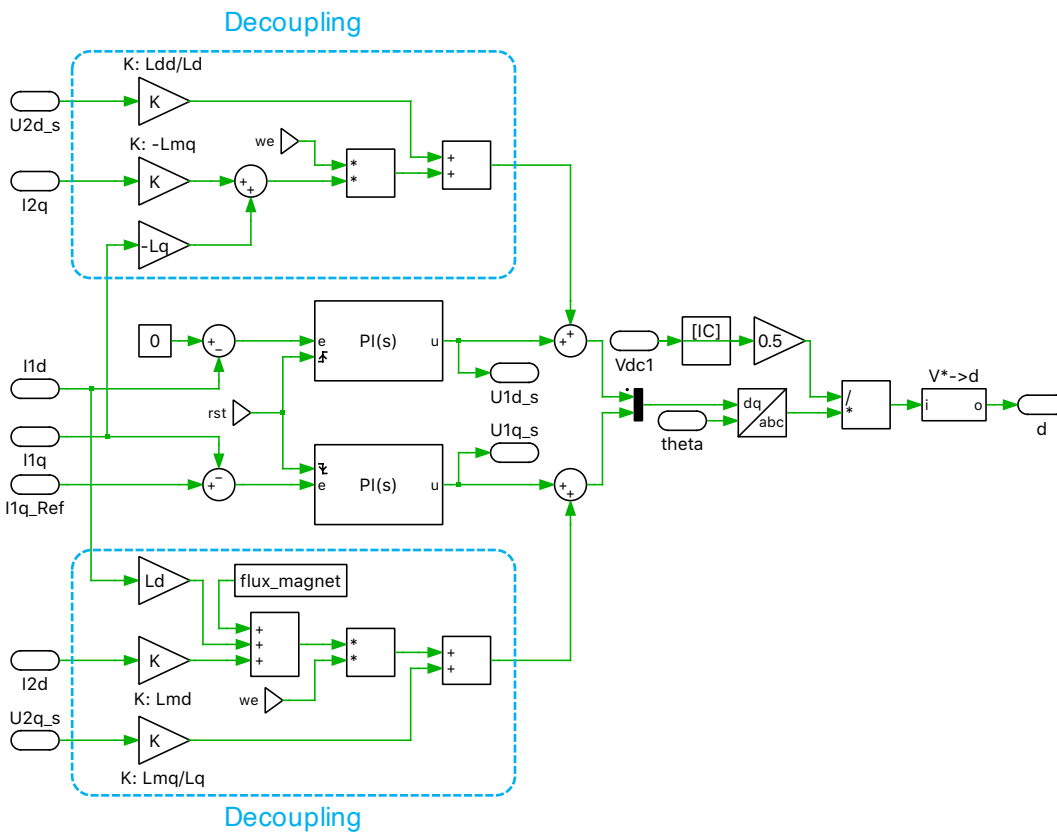 Decoupling
K: Ldd/Ld
K
U2d_s
K: -Lmq
we
*
*
+
+
K
+
+
I2q
-Lq
0
+
−
e
PI(s)
u
+
+
Vdc1
[IC]
0.5
I1d
U1d_s
V*->d
rst
dq
abc
/
*
i
o
theta
d
I1q
U1q_s
−
+
e
PI(s)
u
+
+
I1q_Ref
Ld
flux_magnet
+
+
+
*
*
+
+
K
I2d
K: Lmd
we
U2q_s
K
K: Lmq/Lq
Decoupling